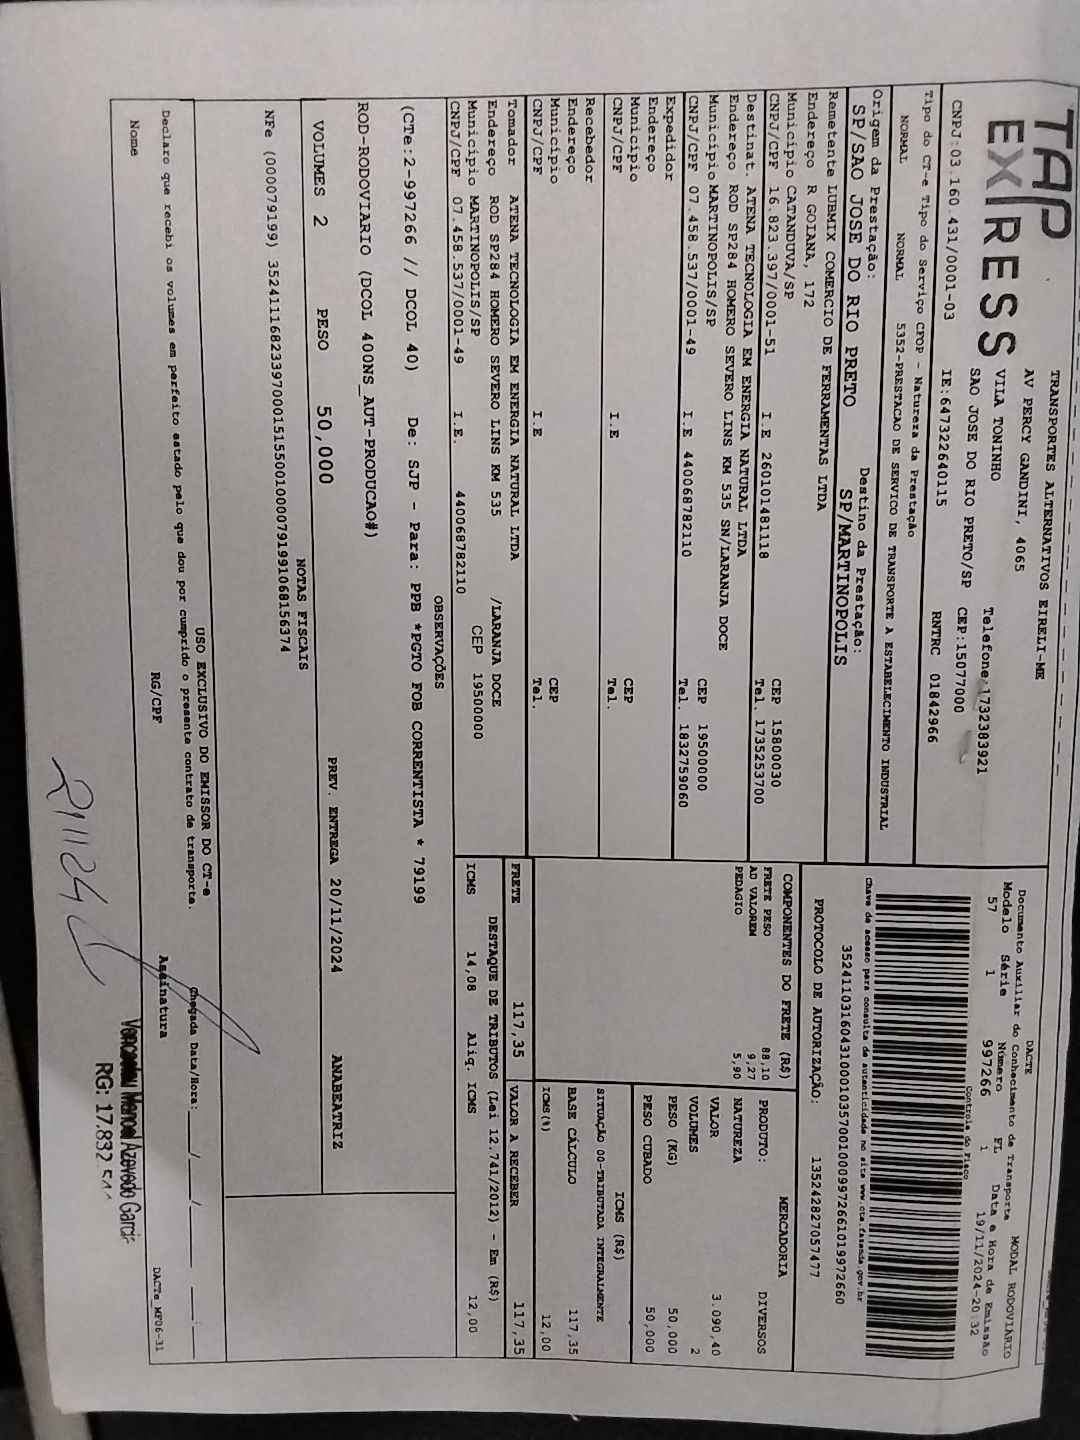 TAP
EXPRESS
TRANSPORTES ALTERNATIVOS EIRELI-ME
AV PERCY GANDINI, 4065
VILA TONINHO
SAO JOSE DO RIO PRETO/SP
Telefone:1732383921
CEP:15077000
CNPJ:03.160.431/0001-03 IE:647322640115 RNTRC 01842966
Tipo do CT-e Tipo do Serviço CFOP - Natureza da Prestação
NORMAL NORMAL 5352-PRESTACAO DE SERVICO DE TRANSPORTE A ESTABELECIMENTO INDUSTRIAL
Origem da Prestação: Destino da Prestação:
SP/SAO JOSE DO RIO PRETO SP/MARTINOPOLIS
Remetente LUBMIX COMERCIO DE FERRAMENTAS LTDA
Endereço R GOIANA, 172
Município CATANDUVA/SP CEP 15800030
CNPJ/CPF 16.823.397/0001-51 I.E 260101481118 Tel. 1735253700
Destinat. ATENA TECNOLOGIA EM ENERGIA NATURAL LTDA
Endereço ROD SP284 HOMERO SEVERO LINS KM 535 SN/LARANJA DOCE
Município MARTINOPOLIS/SP CEP 19500000
CNPJ/CPF 07.458.537/0001-49 I.E 440068782110 Tel. 1832759060
Expedidor
Endereço
Município CEP
CNPJ/CPF I.E Tel.
Recebedor
Endereço
Município CEP
CNPJ/CPF I.E Tel.
Tomador ATENA TECNOLOGIA EM ENERGIA NATURAL LTDA
Endereço ROD SP284 HOMERO SEVERO LINS KM 535 /LARANJA DOCE
Município MARTINOPOLIS/SP CEP 19500000
CNPJ/CPF 07.458.537/0001-49 I.E. 440068782110
DACTE
Documento Auxiliar do Conhecimento de Transporte MODAL RODOVIÁRIO
Modelo Série Número FL Data e Hora de Emissão
57 1 997266 1 19/11/2024-20:32
Controle do Fisco
Chave de acesso para consulta de autenticidade no site www.cte.fazenda.gov.br
35241103160431000103570010009972661019972660
PROTOCOLO DE AUTORIZAÇÃO: 135242827057477
COMPONENTES DO FRETE (R$)
FRETE PESO 88,10
AD VALOREM 9,27
PEDAGIO 5,90
MERCADORIA
PRODUTO: DIVERSOS
NATUREZA
VALOR 3.090,40
VOLUMES 2
PESO (KG) 50,000
PESO CUBADO 50,000
ICMS (R$)
SITUAÇÃO 00-TRIBUTADA INTEGRALMENTE
BASE CÁLCULO 117,35
ICMS(%) 12,00
FRETE 117,35 VALOR A RECEBER 117,35
DESTAQUE DE TRIBUTOS (Lei 12.741/2012) - Em (R$)
ICMS 14,08 Aliq. ICMS 12,00
OBSERVAÇÕES
(CTe:2-997266 // DCOL 40) De: SJP - Para: PPB *PGTO FOB CORRENTISTA * 79199
ROD-RODOVIARIO (DCOL 400NS_AUT-PRODUCAO#)
VOLUMES 2 PESO 50,000 PREV. ENTREGA 20/11/2024 ANABEATRIZ
NOTAS FISCAIS
NFe (000079199) 35241116823397000151550010000791991068156374
USO EXCLUSIVO DO EMISSOR DO CT-e
Declaro que recebi os volumes em perfeito estado pelo que dou por cumprido o presente contrato de transporte.
Chegada Data/Hora: __/__/____ __:__
Nome RG/CPF Assinatura DACTe_MF06-31
211124
Manoel Azevedo Garcia
RG: 17.832